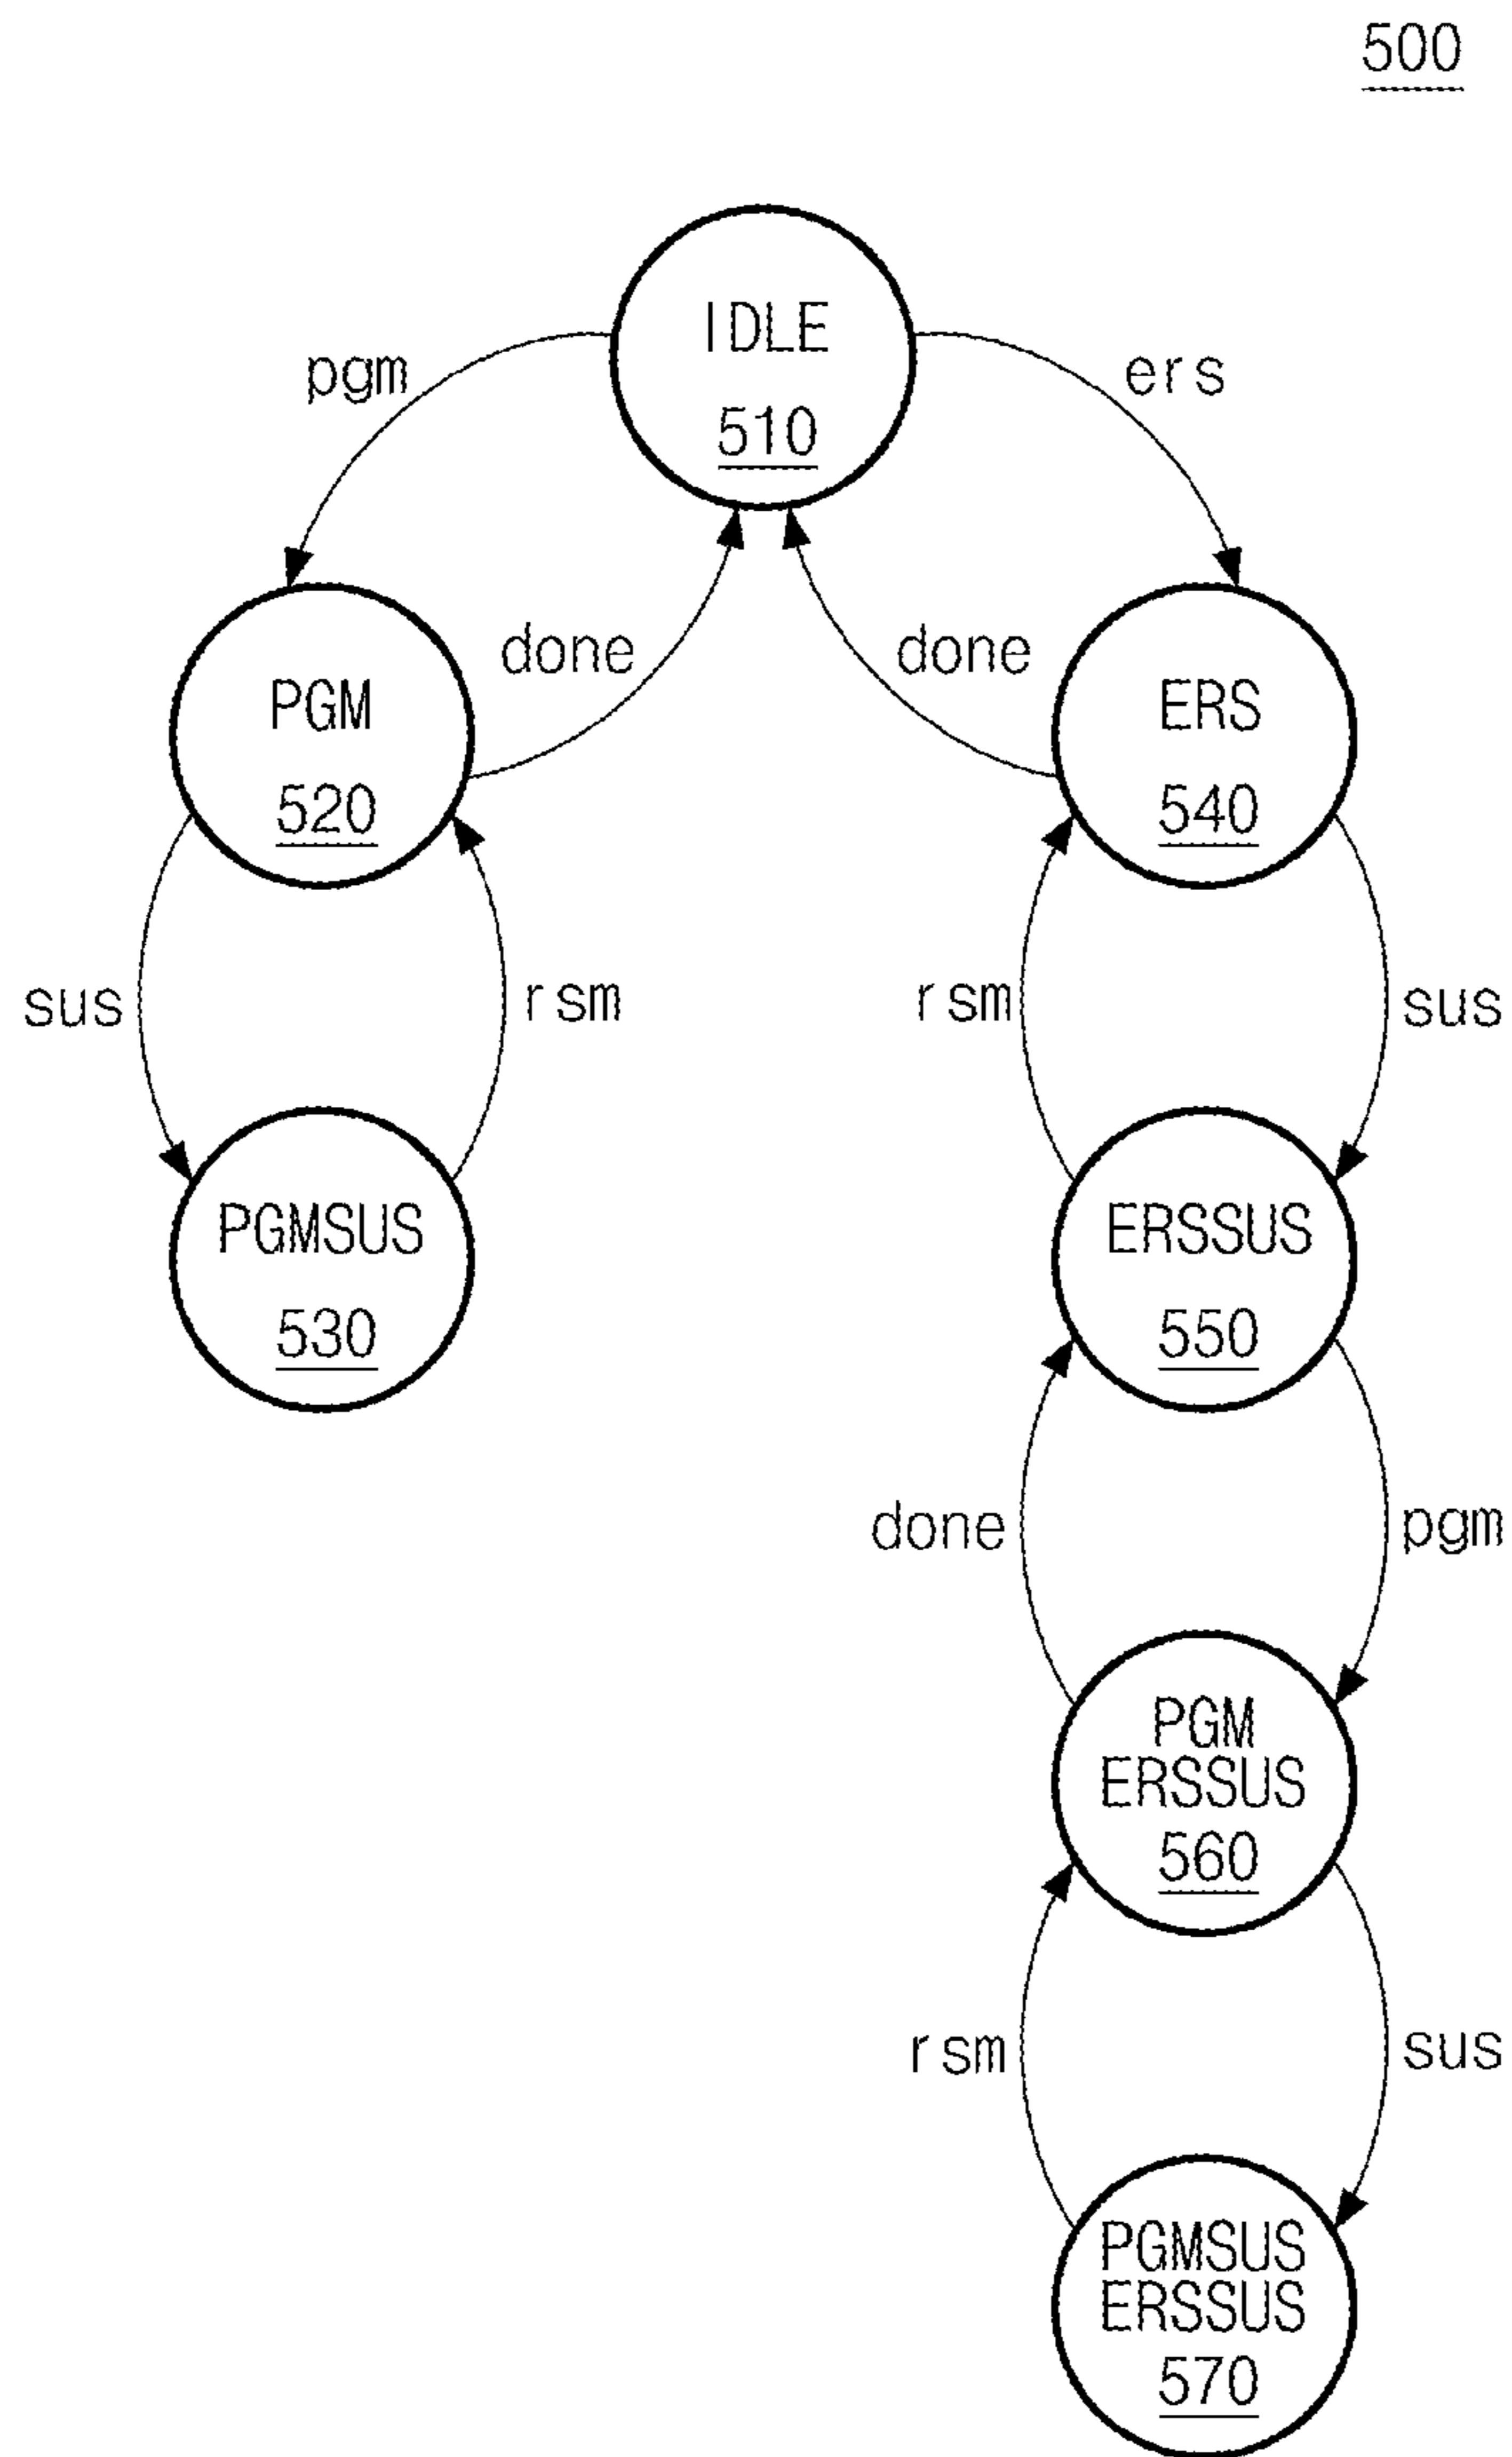 500
IDLE
510
pgm
ers
done
done
PGM
520
ERS
540
sus
rsm
rsm
sus
PGMSUS
530
ERSSUS
550
done
pgm
PGM
ERSSUS
560
rsm
sus
PGMSUS
ERSSUS
570